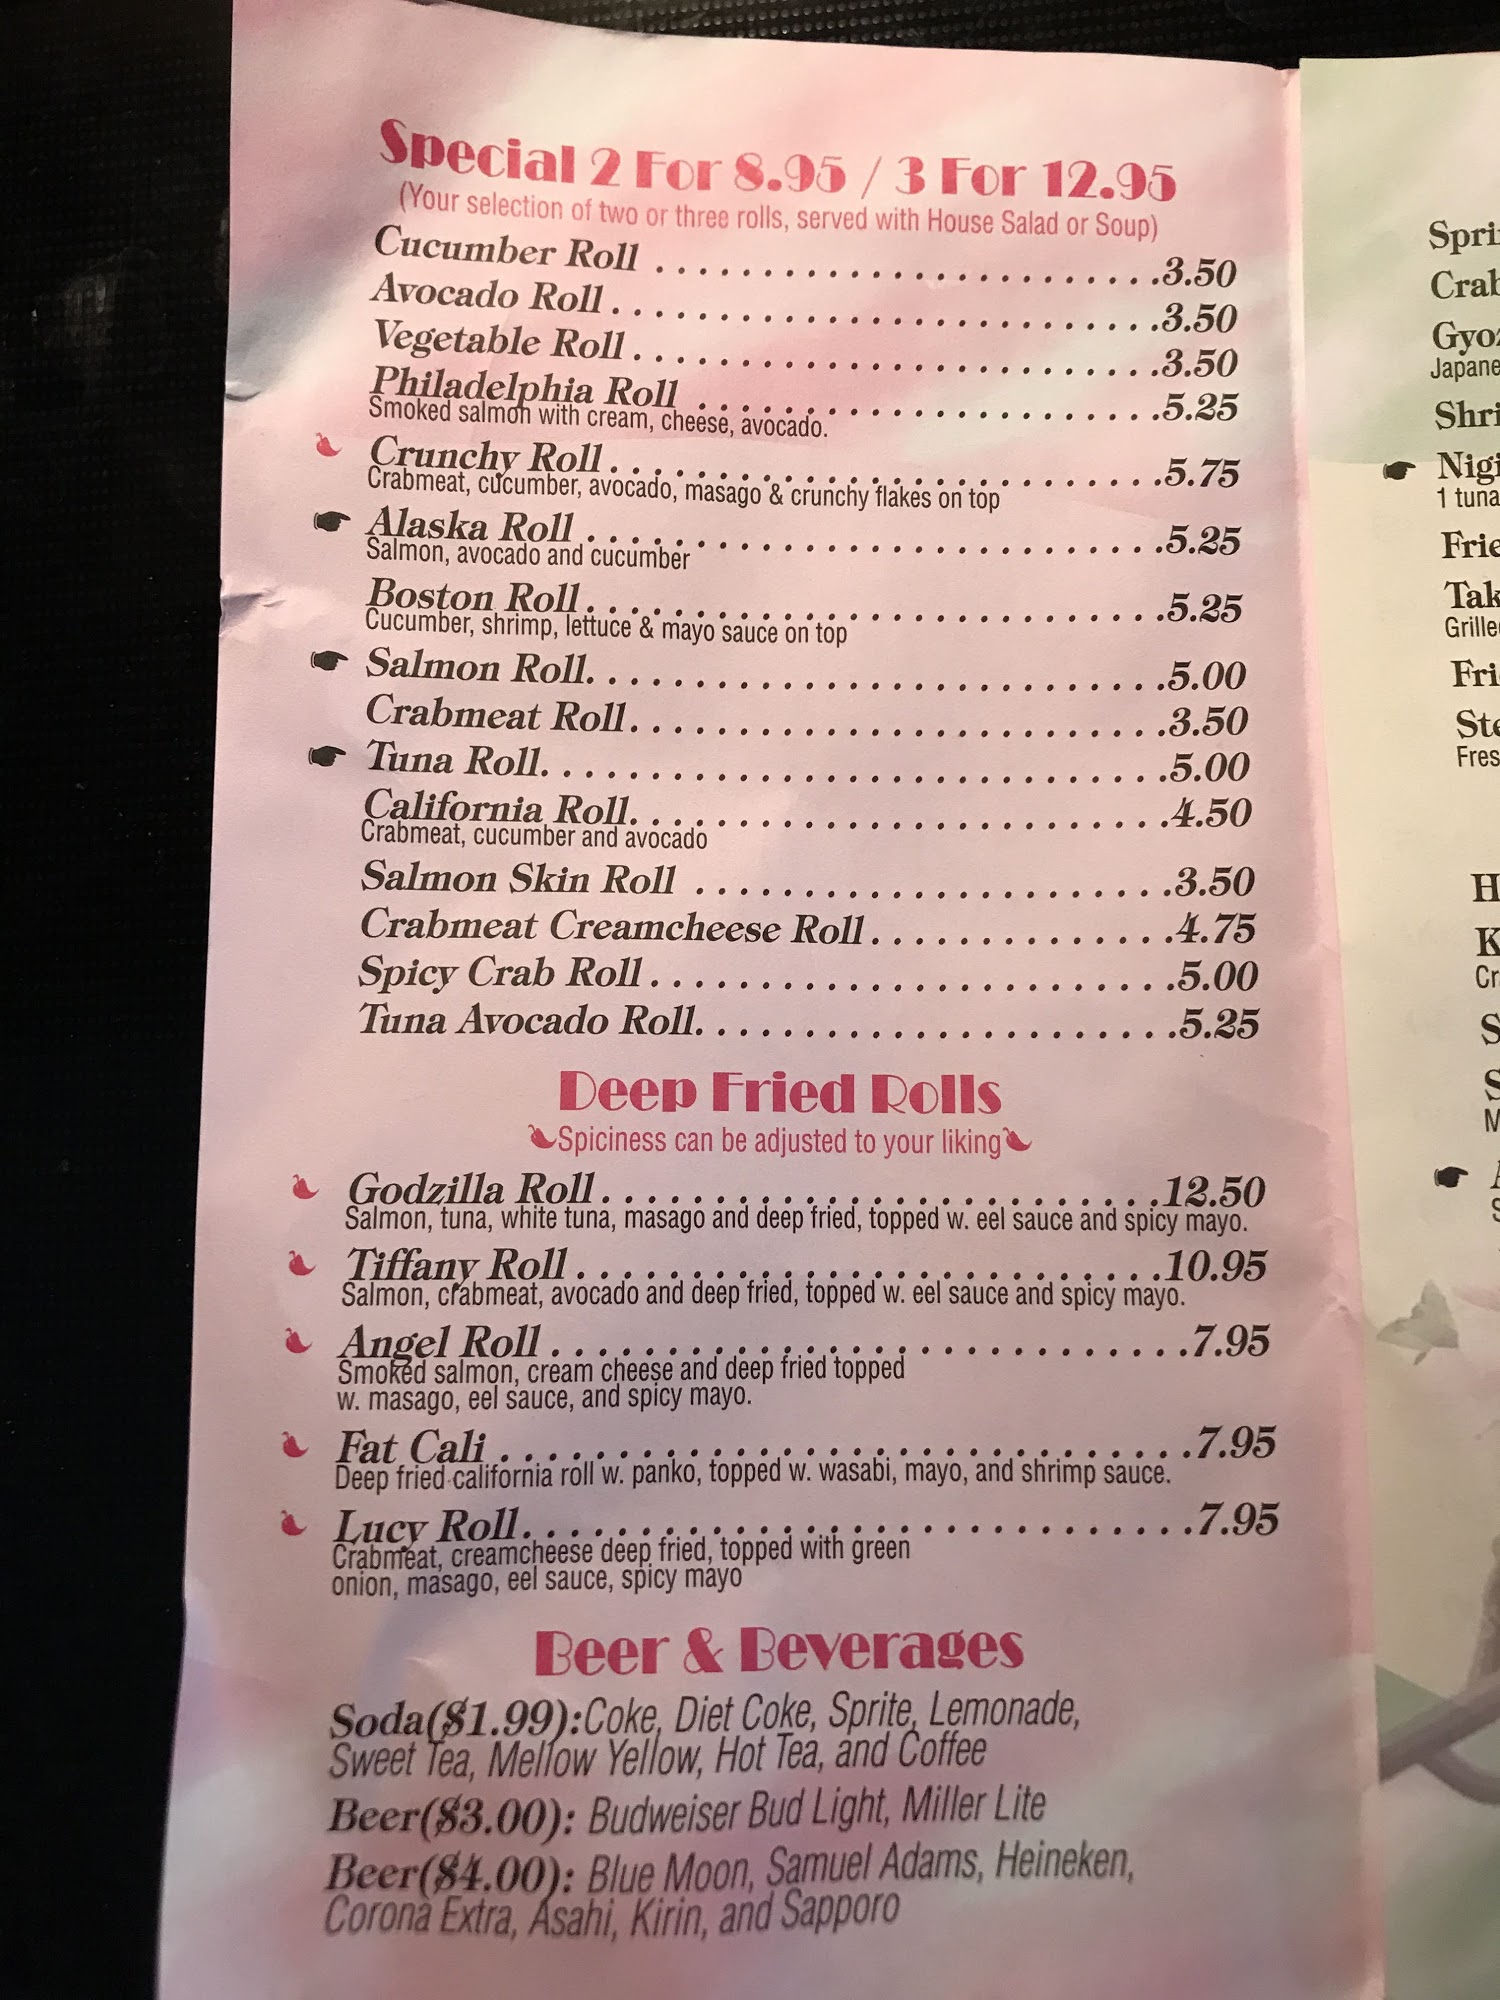 Special 2 For 8.95 / 3 For 12.95
(Your selection of two or three rolls, served with House Salad or Soup)
Cucumber Roll ........................3.50
Avocado Roll.........................3.50
Vegetable Roll........................3.50
Philadelphia Roll ......................5.25
Smoked salmon with cream, cheese, avocado.
Crunchy Roll.........................5.75
Crabmeat, cucumber, avocado, masago & crunchy flakes on top
Alaska Roll ..........................5.25
Salmon, avocado and cucumber
Boston Roll..........................5.25
Cucumber, shrimp, lettuce & mayo sauce on top
Salmon Roll..........................5.00
Crabmeat Roll........................3.50
Tuna Roll............................5.00
California Roll........................4.50
Crabmeat, cucumber and avocado
Salmon Skin Roll ......................3.50
Crabmeat Creamcheese Roll..............4.75
Spicy Crab Roll........................5.00
Tuna Avocado Roll......................5.25
Deep Fried Rolls
Spiciness can be adjusted to your liking
Godzilla Roll.........................12.50
Salmon, tuna, white tuna, masago and deep fried, topped w. eel sauce and spicy mayo.
Tiffany Roll..........................10.95
Salmon, crabmeat, avocado and deep fried, topped w. eel sauce and spicy mayo.
Angel Roll............................7.95
Smoked salmon, cream cheese and deep fried topped
w. masago, eel sauce, and spicy mayo.
Fat Cali..............................7.95
Deep fried california roll w. panko, topped w. wasabi, mayo, and shrimp sauce.
Lucy Roll.............................7.95
Crabmeat, creamcheese deep fried, topped with green
onion, masago, eel sauce, spicy mayo
Beer & Beverages
Soda($1.99):Coke, Diet Coke, Sprite, Lemonade,
Sweet Tea, Mellow Yellow, Hot Tea, and Coffee
Beer($3.00): Budweiser Bud Light, Miller Lite
Beer($4.00): Blue Moon, Samuel Adams, Heineken,
Corona Extra, Asahi, Kirin, and Sapporo
1 tuna